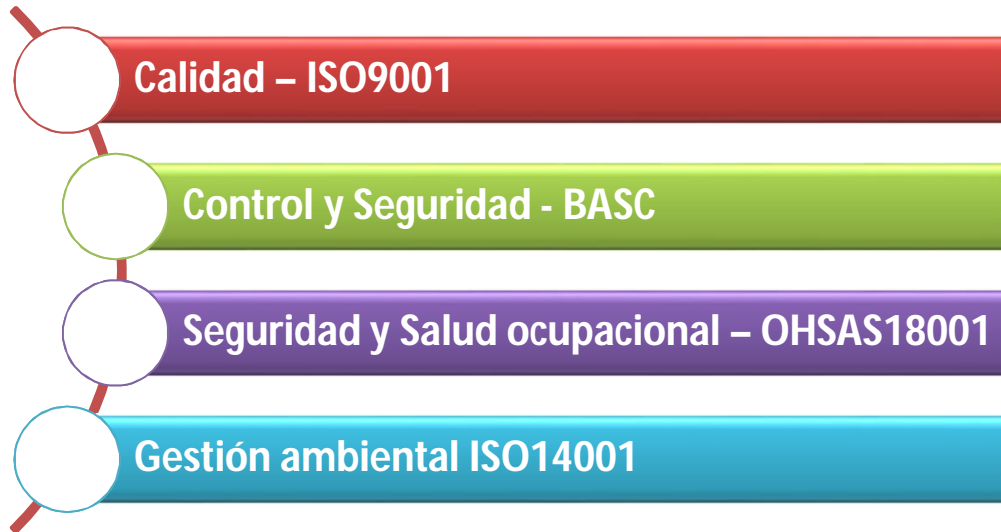 Calidad – ISO9001
Control y Seguridad - BASC
Seguridad y Salud ocupacional – OHSAS18001
Gestión ambiental ISO14001